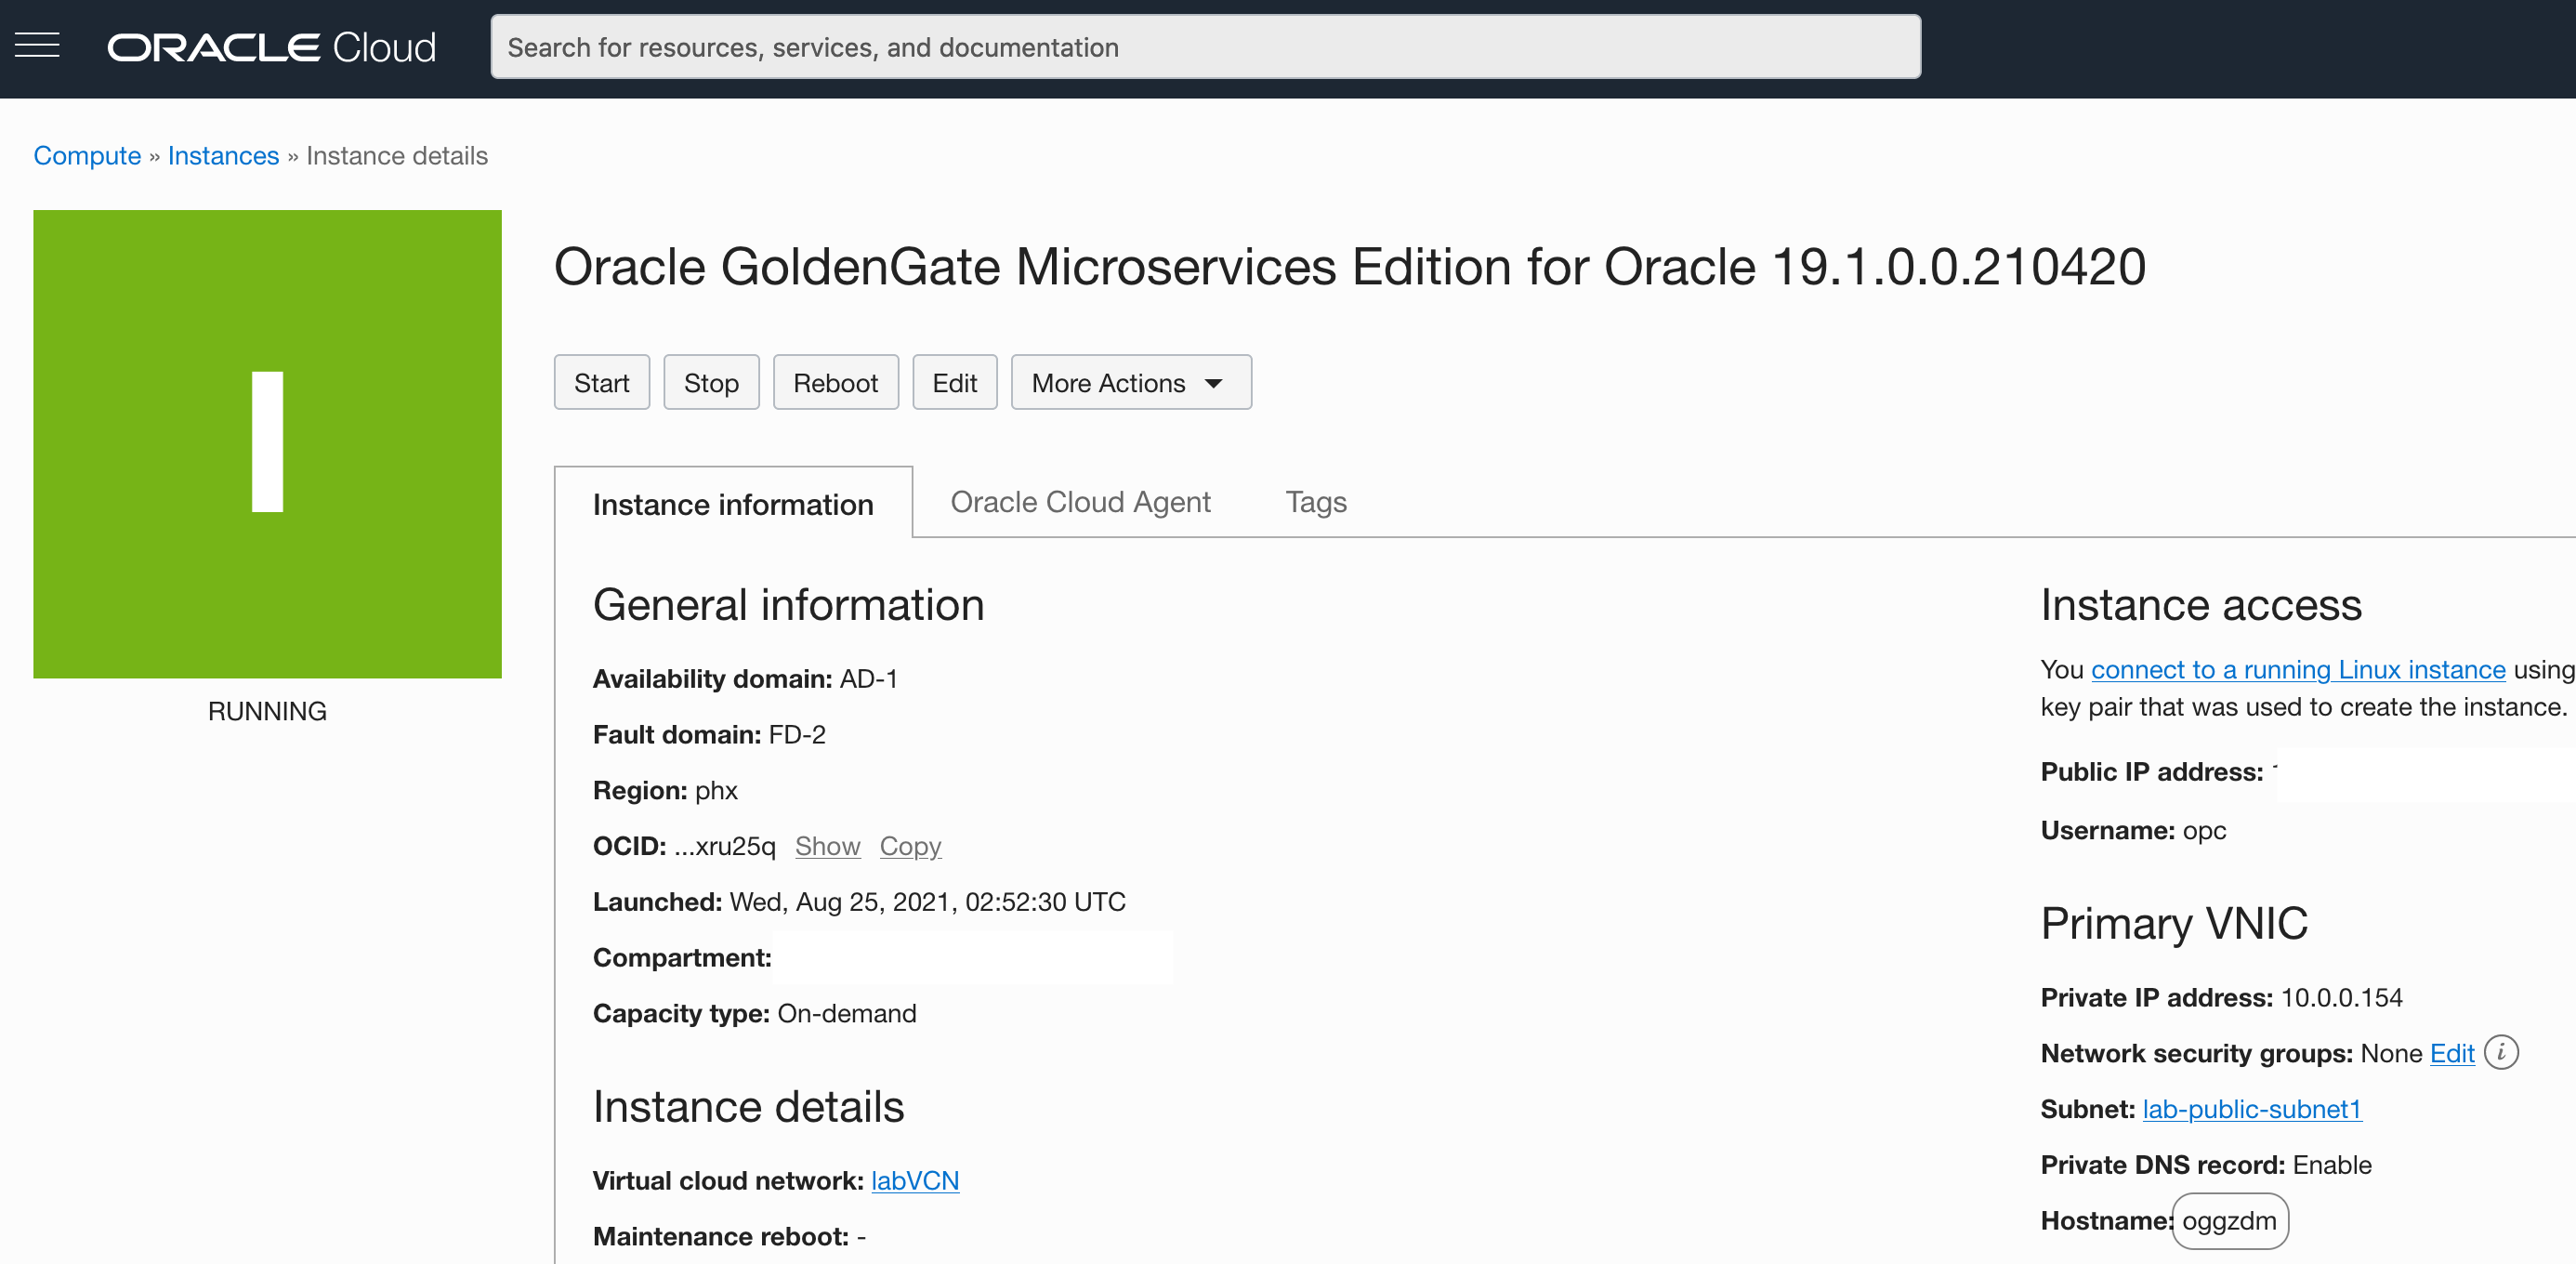 ORACLE Cloud
Search for resources, services, and documentation
Compute » Instances » Instance details
I
RUNNING
Oracle GoldenGate Microservices Edition for Oracle 19.1.0.0.210420
Start Stop Reboot Edit More Actions
Instance information Oracle Cloud Agent Tags
General information
Availability domain: AD-1
Fault domain: FD-2
Region: phx
OCID: ...xru25q Show Copy
Launched: Wed, Aug 25, 2021, 02:52:30 UTC
Compartment:
Capacity type: On-demand
Instance details
Virtual cloud network: labVCN
Maintenance reboot: -
Instance access
You connect to a running Linux instance using
key pair that was used to create the instance.
Public IP address:
Username: opc
Primary VNIC
Private IP address: 10.0.0.154
Network security groups: None Edit i
Subnet: lab-public-subnet1
Private DNS record: Enable
Hostname: oggzdm